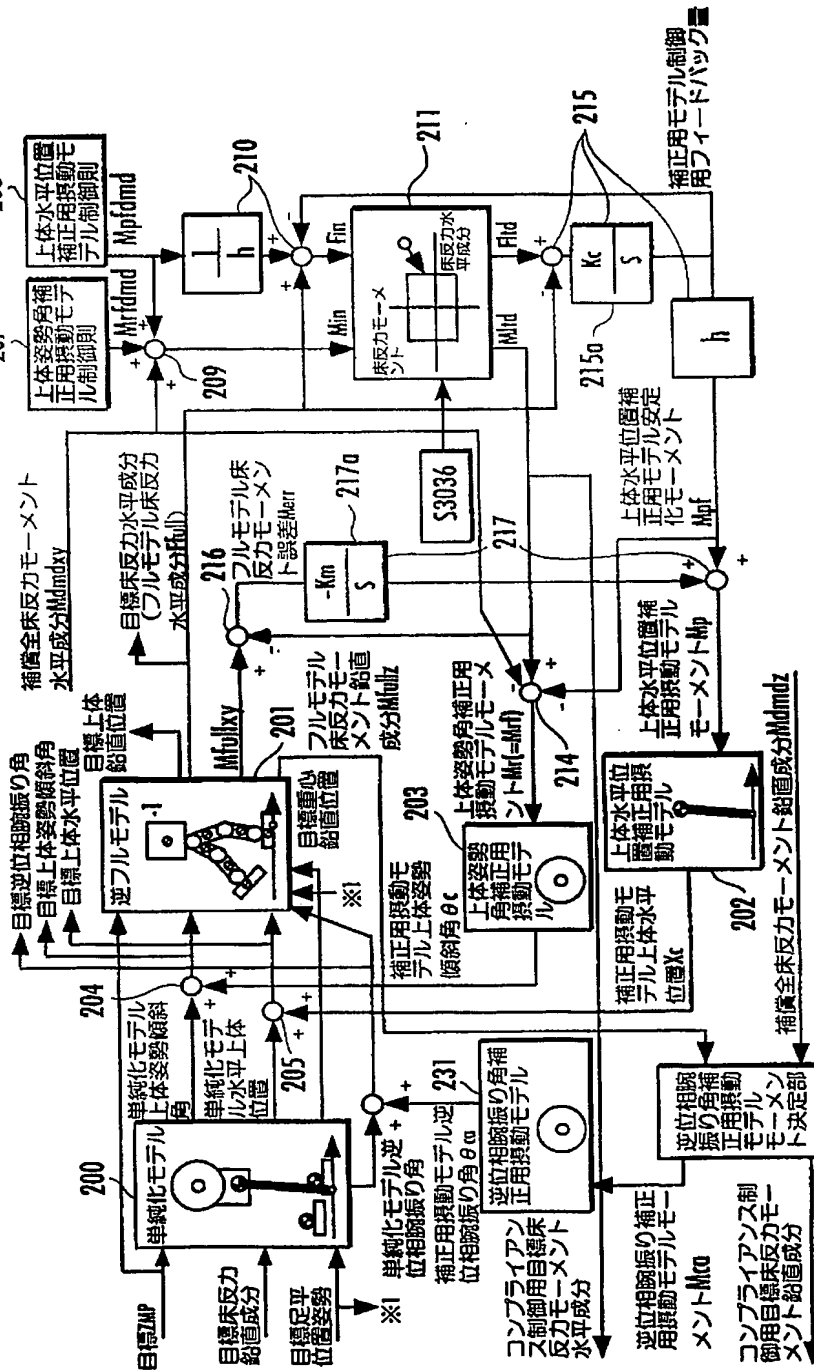 目標ZMP
目標床反力
鉛直成分
目標足平
位置姿勢
※1
200
単純化モデル
単純化モデル
上体姿勢傾斜
角
単純化モデ
ル水平上体
位置
204
205
+
+
+
+
目標逆位相腕振り角
目標上体姿勢傾斜角
目標上体水平位置
目標上体
鉛直位置
逆フルモデル
201
※1
目標重心
鉛直位置
補償全床反力モーメント
水平成分Mdmdxy
目標床反力水平成分
(フルモデル床反力
水平成分Ffull)
Mfullxy
フルモデル
床反力モー
メント鉛直
成分Mfullz
216
+
-
フルモデル床
反力モーメン
ト誤差Merr
217a
-Km
S
217
上体姿勢角補
正用摂動モデ
ル制御則
Mrfdmd
上体水平位置
補正用摂動モ
デル制御則
Mpfdmd
209
+
+
+
1
h
210
+
+
-
Min
Fin
211
床反力モーメ
ント
床反力水
平成分
S3036
Mltd
Fltd
215
+
-
Kc
S
215a
h
補正用モデル制御
用フィードバック量
上体水平位置補
正用モデル安定
化モーメント
Mpf
+
+
上体水平位置補
正用摂動モデル
モーメントMp
214
+
-
-
上体姿勢角補正用
摂動モデルモーメ
ントMr(=Mrf)
203
上体姿勢
角補正用
摂動モデ
ル
補正用摂動モ
デル上体姿勢
傾斜角θc
上体水平位
置補正用摂
動モデル
202
補正用摂動モ
デル上体水平
位置Xc
単純化モデル逆
位相腕振り角
+
+
補正用摂動モデル逆
位相腕振り角θca
231
逆位相腕振り角補
正用摂動モデル
コンプライアン
ス制御用目標床
反力モーメント
水平成分
逆位相腕振り補正
用摂動モデルモー
メントMca
逆位相腕
振り角補
正用摂動
モデル
モーメン
ト決定部
補償全床反力モーメント鉛直成分Mdmdz
コンプライアンス制
御用目標床反力モー
メント鉛直成分